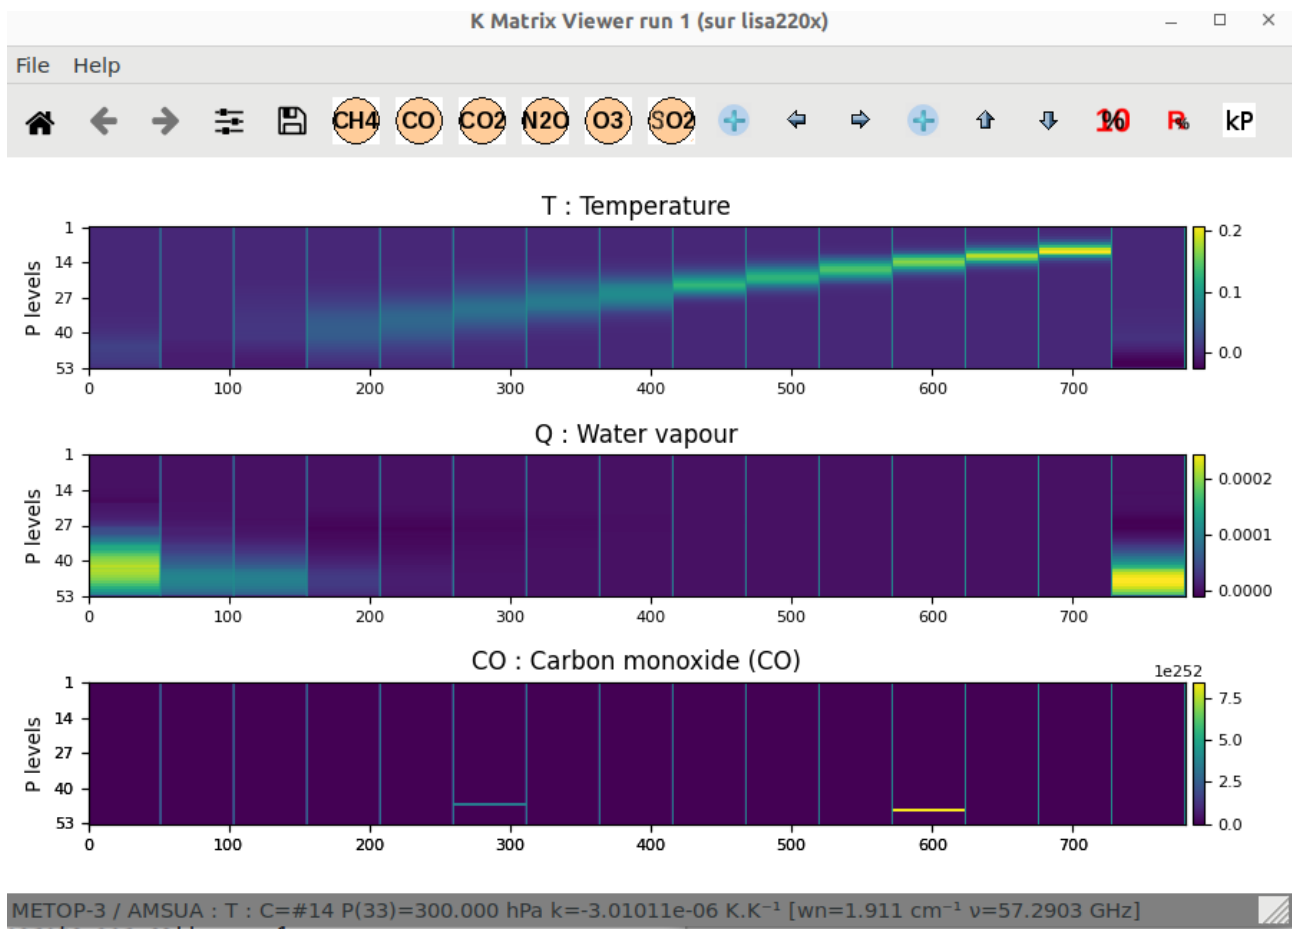 K Matrix Viewer run 1 (sur lisa220x)
File Help
CH4 CO CO2 N2O O3 SO2 10% R% kP
T : Temperature
P levels
1
14
27
40
53
0 100 200 300 400 500 600 700
0.2
0.1
0.0
Q : Water vapour
P levels
1
14
27
40
53
0 100 200 300 400 500 600 700
0.0002
0.0001
0.0000
CO : Carbon monoxide (CO)
1e252
P levels
1
14
27
40
53
0 100 200 300 400 500 600 700
7.5
5.0
2.5
0.0
METOP-3 / AMSUA : T : C=#14 P(33)=300.000 hPa k=-3.01011e-06 K.K⁻¹ [wn=1.911 cm⁻¹ ν=57.2903 GHz]